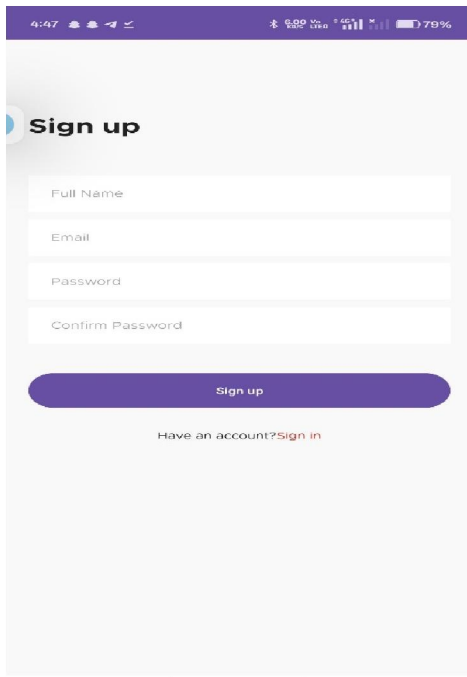 4:47 79%
Sign up
Full Name
Email
Password
Confirm Password
Sign up
Have an account?Sign in